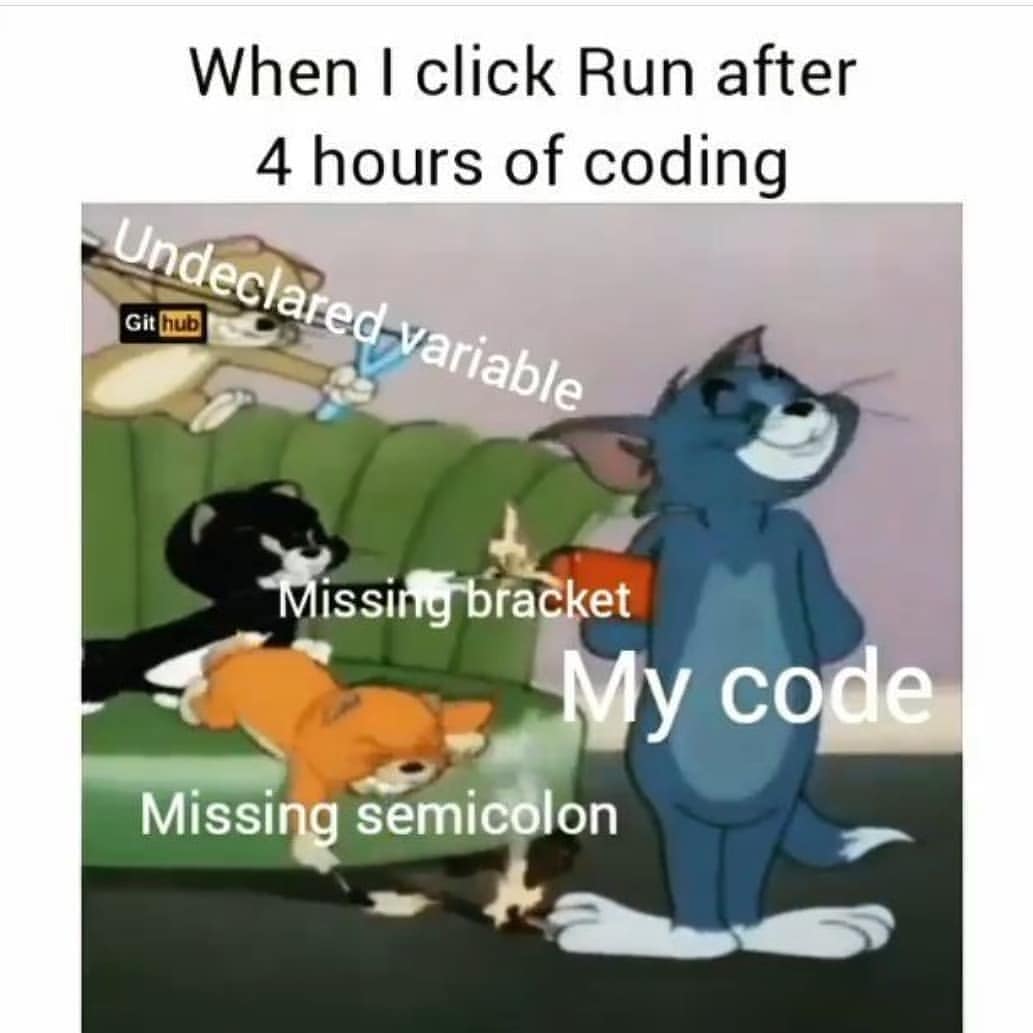 When I click Run after
4 hours of coding
Undeclared variable
Git hub
Missing bracket
My code
Missing semicolon